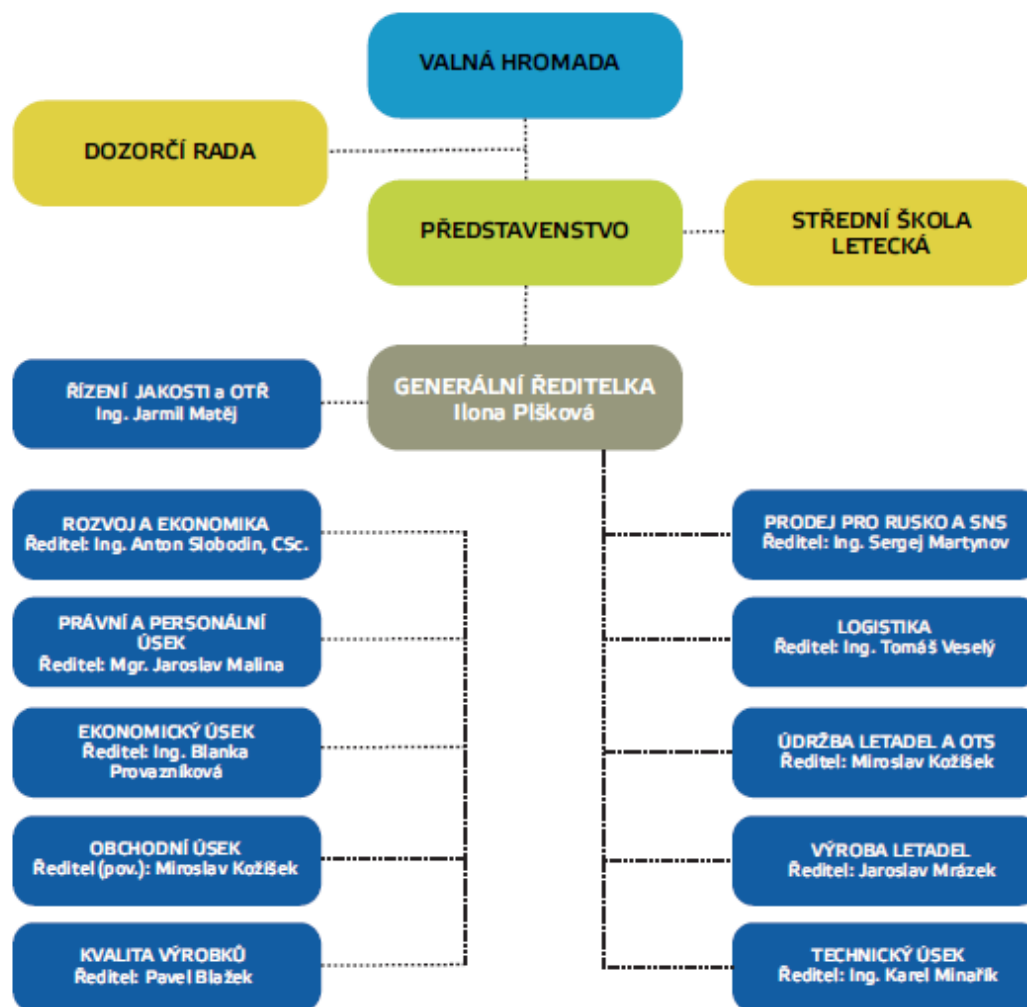 VALNÁ HROMADA
DOZORČÍ RADA
PŘEDSTAVENSTVO
STŘEDNÍ ŠKOLA
LETECKÁ
GENERÁLNÍ ŘEDITELKA
Ilona Plšková
ŘÍZENÍ JAKOSTI a OTŘ
Ing. Jarmil Matěj
ROZVOJ A EKONOMIKA
Ředitel: Ing. Anton Slobodin, CSc.
PRÁVNÍ A PERSONÁLNÍ
ÚSEK
Ředitel: Mgr. Jaroslav Malina
EKONOMICKÝ ÚSEK
Ředitel: Ing. Blanka
Provazníková
OBCHODNÍ ÚSEK
Ředitel (pov.): Miroslav Kožíšek
KVALITA VÝROBKŮ
Ředitel: Pavel Blažek
PRODEJ PRO RUSKO A SNS
Ředitel: Ing. Sergej Martynov
LOGISTIKA
Ředitel: Ing. Tomáš Veselý
ÚDRŽBA LETADEL A OTS
Ředitel: Miroslav Kožíšek
VÝROBA LETADEL
Ředitel: Jaroslav Mrázek
TECHNICKÝ ÚSEK
Ředitel: Ing. Karel Minařík